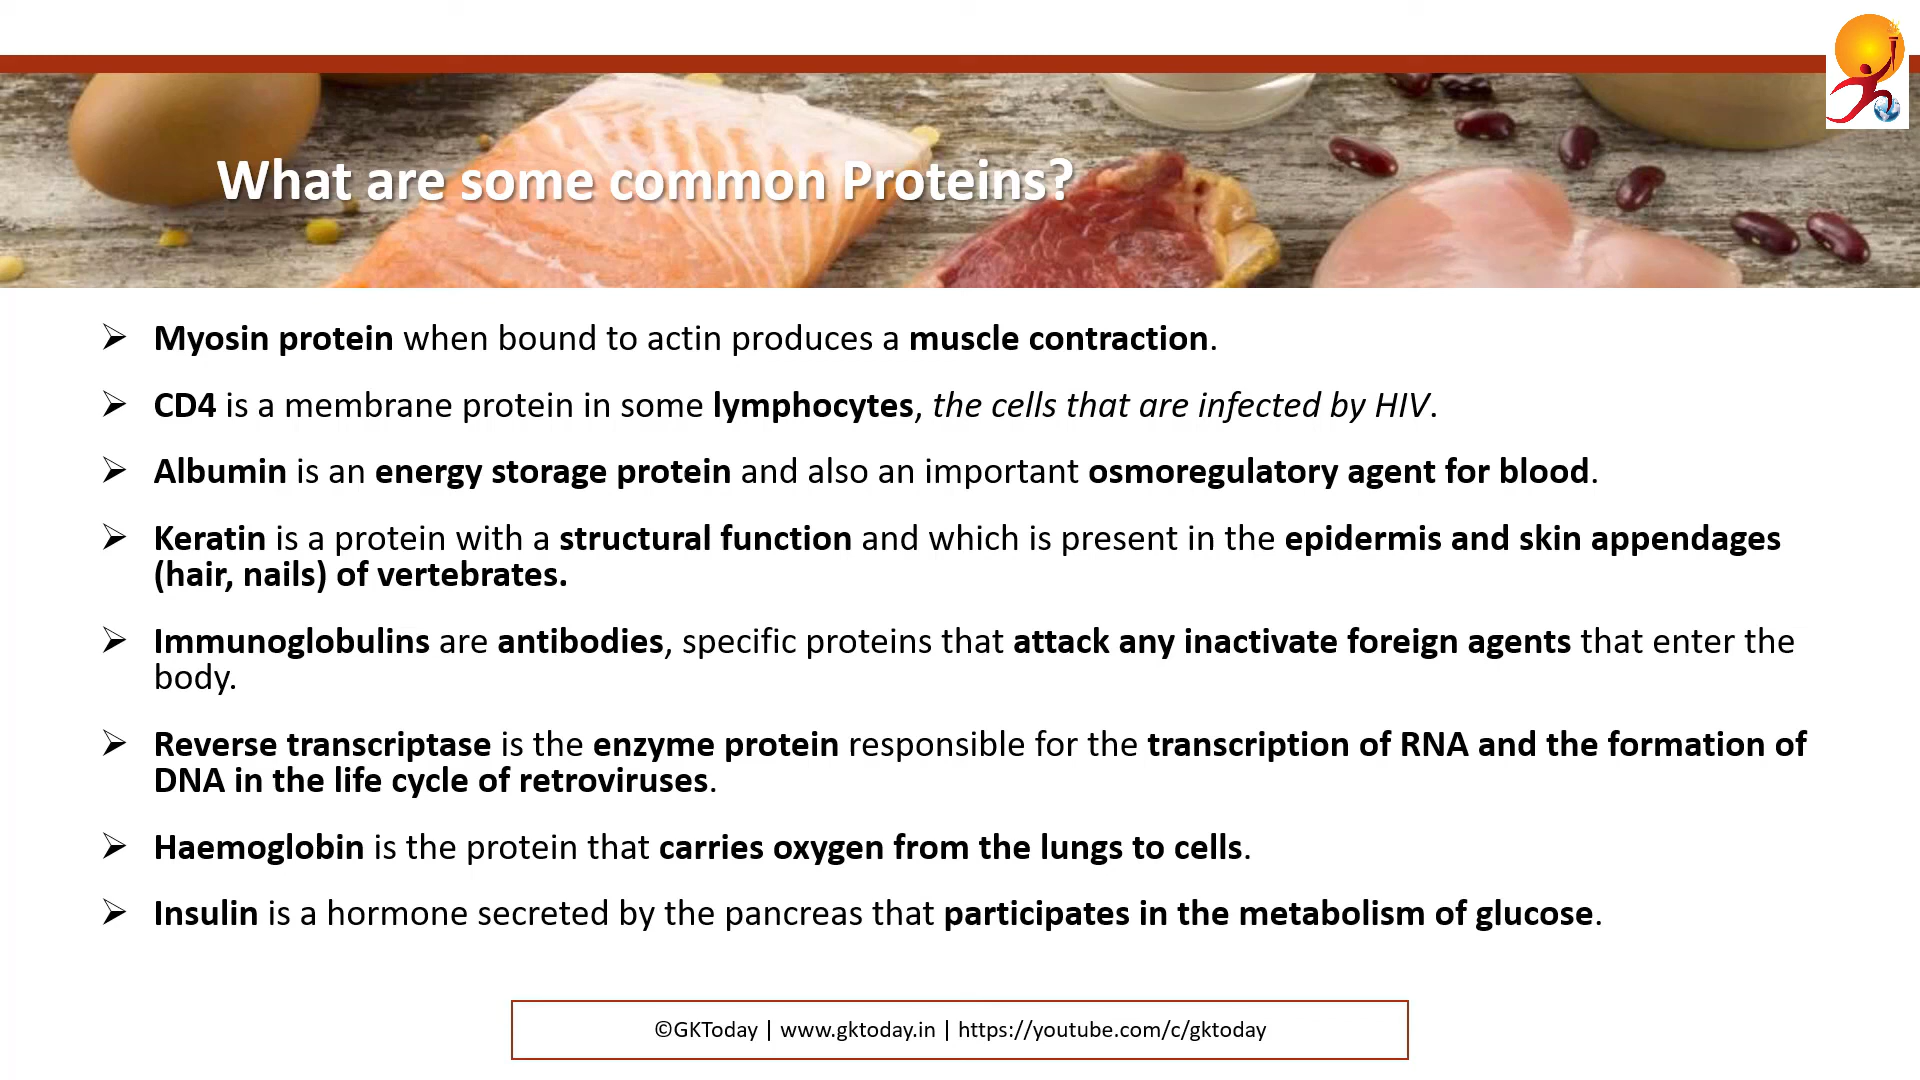 What are some common Proteins?
➢ Myosin protein when bound to actin produces a muscle contraction.
➢ CD4 is a membrane protein in some lymphocytes, the cells that are infected by HIV.
➢ Albumin is an energy storage protein and also an important osmoregulatory agent for blood.
➢ Keratin is a protein with a structural function and which is present in the epidermis and skin appendages
(hair, nails) of vertebrates.
➢ Immunoglobulins are antibodies, specific proteins that attack any inactivate foreign agents that enter the
body.
➢ Reverse transcriptase is the enzyme protein responsible for the transcription of RNA and the formation of
DNA in the life cycle of retroviruses.
➢ Haemoglobin is the protein that carries oxygen from the lungs to cells.
➢ Insulin is a hormone secreted by the pancreas that participates in the metabolism of glucose.
©GKToday | www.gktoday.in | https://youtube.com/c/gktoday